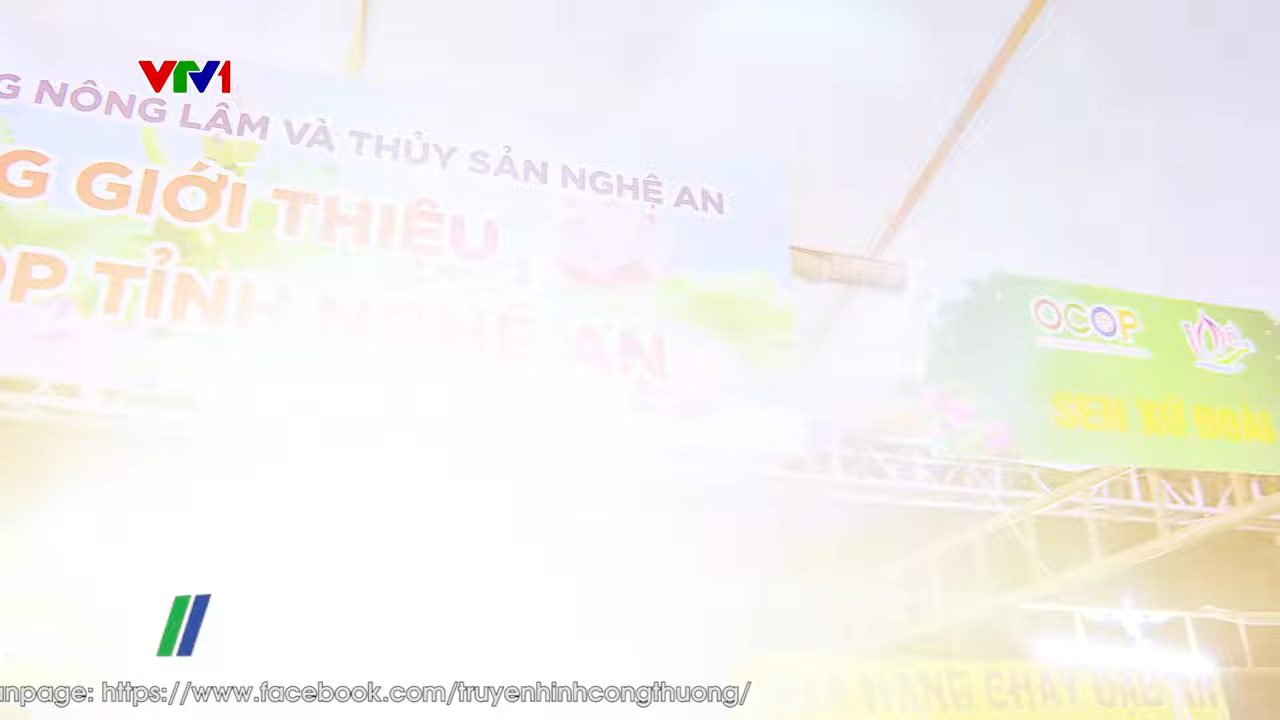 VTV1
G NÔNG LÂM VÀ THỦY SẢN NGHỆ AN
G GIỚI THIỆU
OP TỈNH NGHỆ AN
OCOP
SEN XỨ ĐOÀI
anpage: https://www.facebook.com/truyenhinhcongthuong/